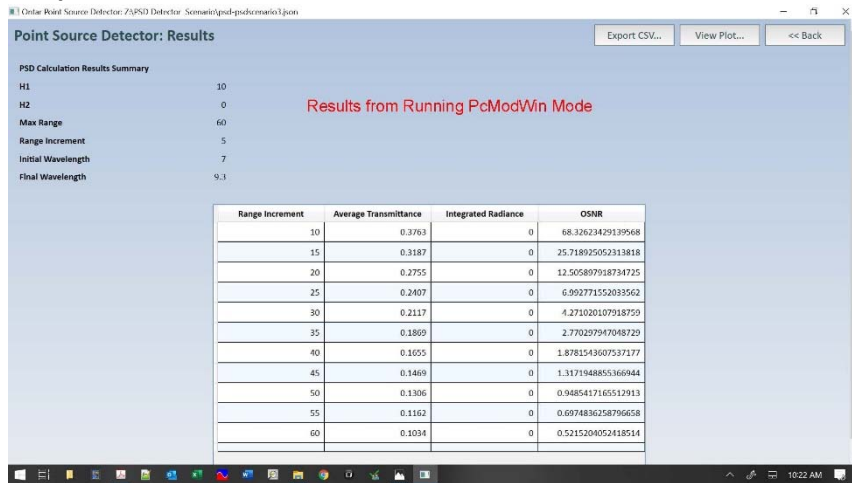 Ontar Point Source Detector: Z:\PSD Detector Scenario\psd-psdscenario3.json
Point Source Detector: Results
Export CSV...
View Plot...
<< Back
PSD Calculation Results Summary
H1 10
H2 0
Max Range 60
Range Increment 5
Initial Wavelength 7
Final Wavelength 9.3
Results from Running PcModWin Mode
Range Increment Average Transmittance Integrated Radiance OSNR
10 0.3763 0 68.32623429139568
15 0.3187 0 25.718925052313818
20 0.2755 0 12.505897918734725
25 0.2407 0 6.992771552033562
30 0.2117 0 4.271020107918759
35 0.1869 0 2.770297947048729
40 0.1655 0 1.8781543607537177
45 0.1469 0 1.3171948855366944
50 0.1306 0 0.9485417165512913
55 0.1162 0 0.6974836258796658
60 0.1034 0 0.5215204052418514
10:22 AM